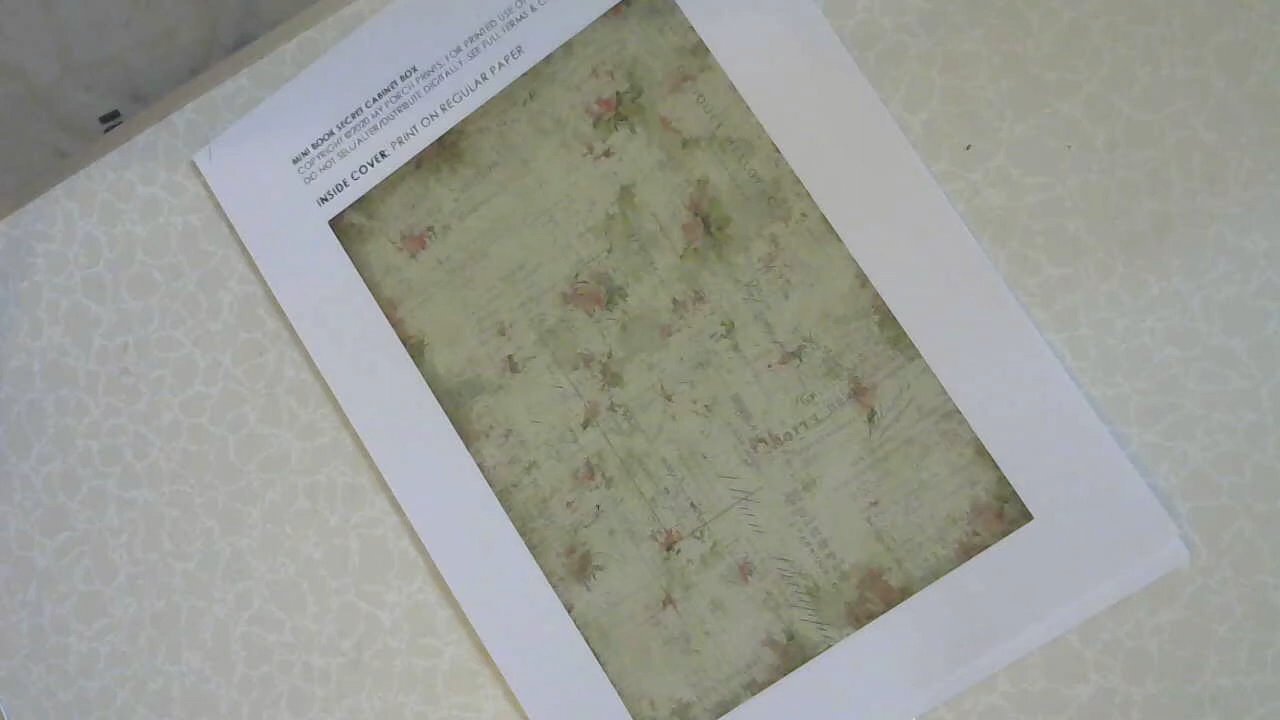 MINI BOOK SECRET CABINET BOX
COPYRIGHT ©2020 MY PORCH PRINTS. FOR PRINTED USE
DO NOT SELL/ALTER/DISTRIBUTE DIGITALLY. SEE FULL TERMS &
INSIDE COVER: PRINT ON REGULAR PAPER